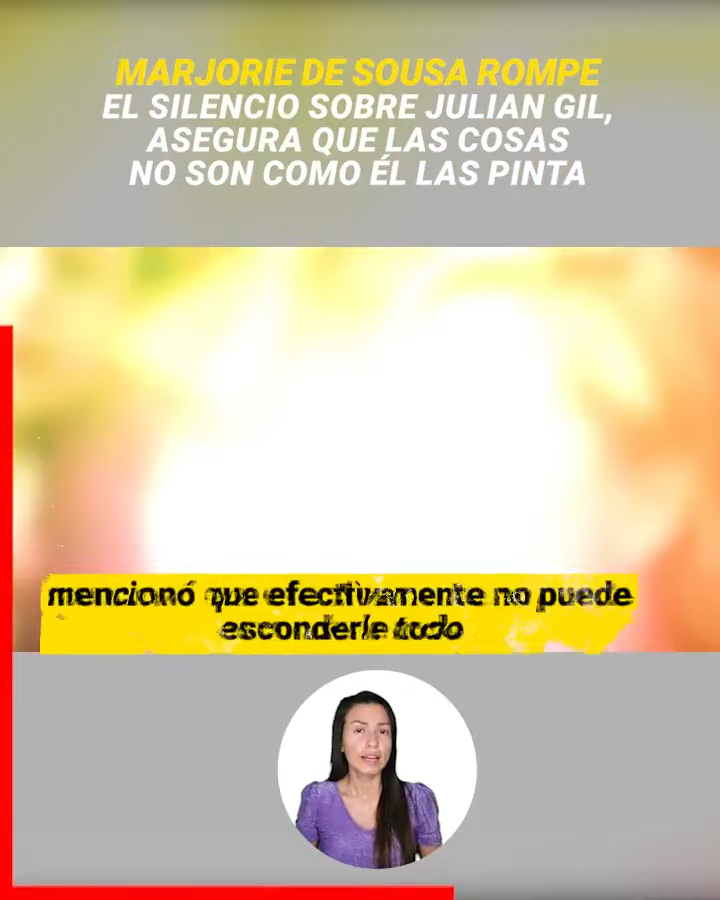 MARJORIE DE SOUSA ROMPE
EL SILENCIO SOBRE JULIAN GIL,
ASEGURA QUE LAS COSAS
NO SON COMO ÉL LAS PINTA
mencionó que efectivamente no puede
esconderle todo